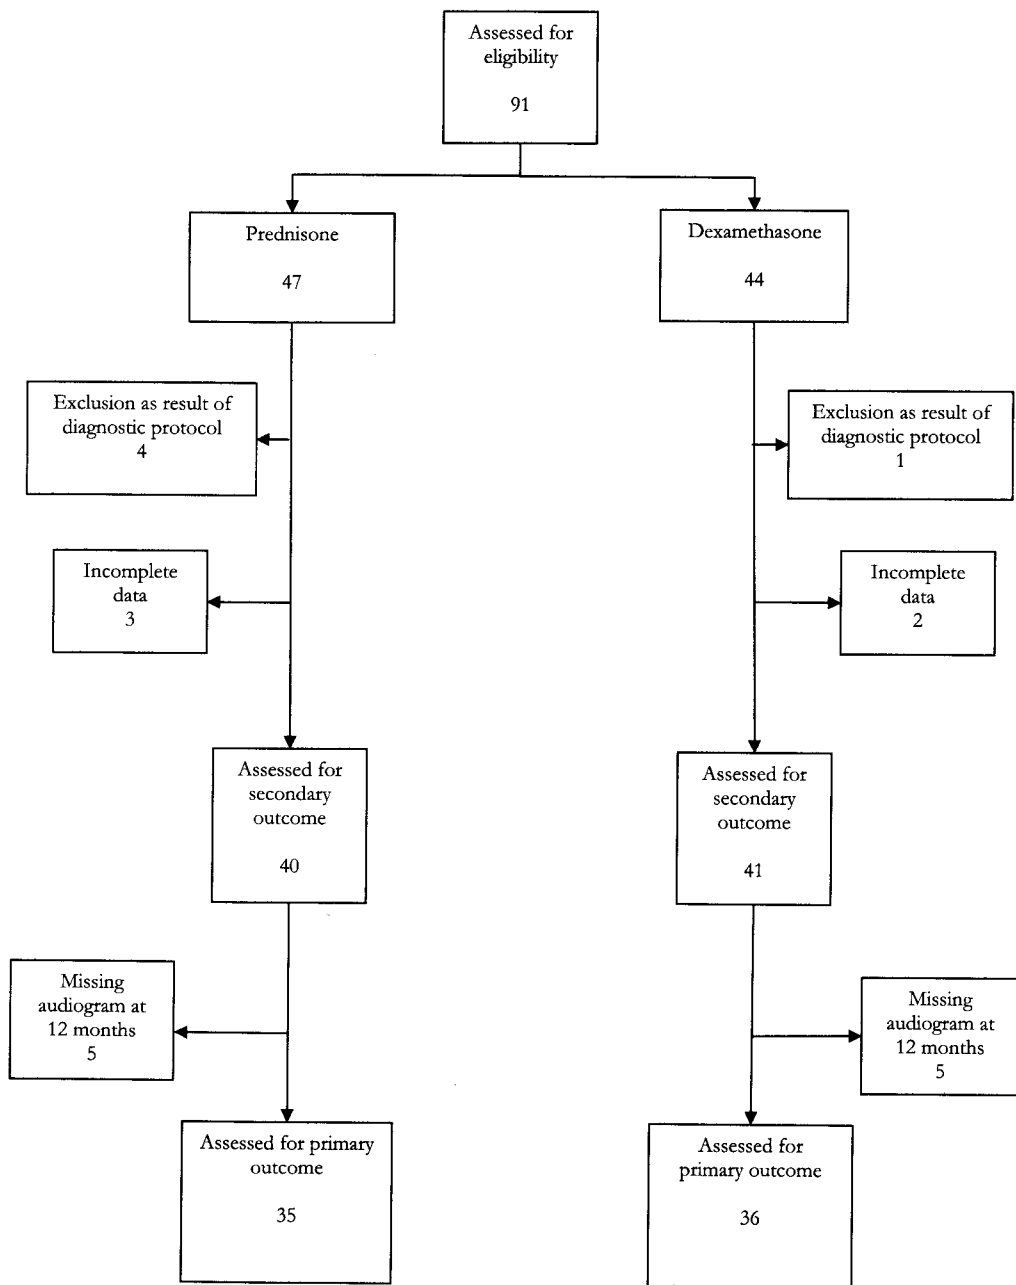 Assessed for
eligibility
91
Prednisone
47
Dexamethasone
44
Exclusion as result of
diagnostic protocol
4
Exclusion as result of
diagnostic protocol
1
Incomplete
data
3
Incomplete
data
2
Assessed for
secondary
outcome
40
Assessed for
secondary
outcome
41
Missing
audiogram at
12 months
5
Missing
audiogram at
12 months
5
Assessed for primary
outcome
35
Assessed for
primary outcome
36